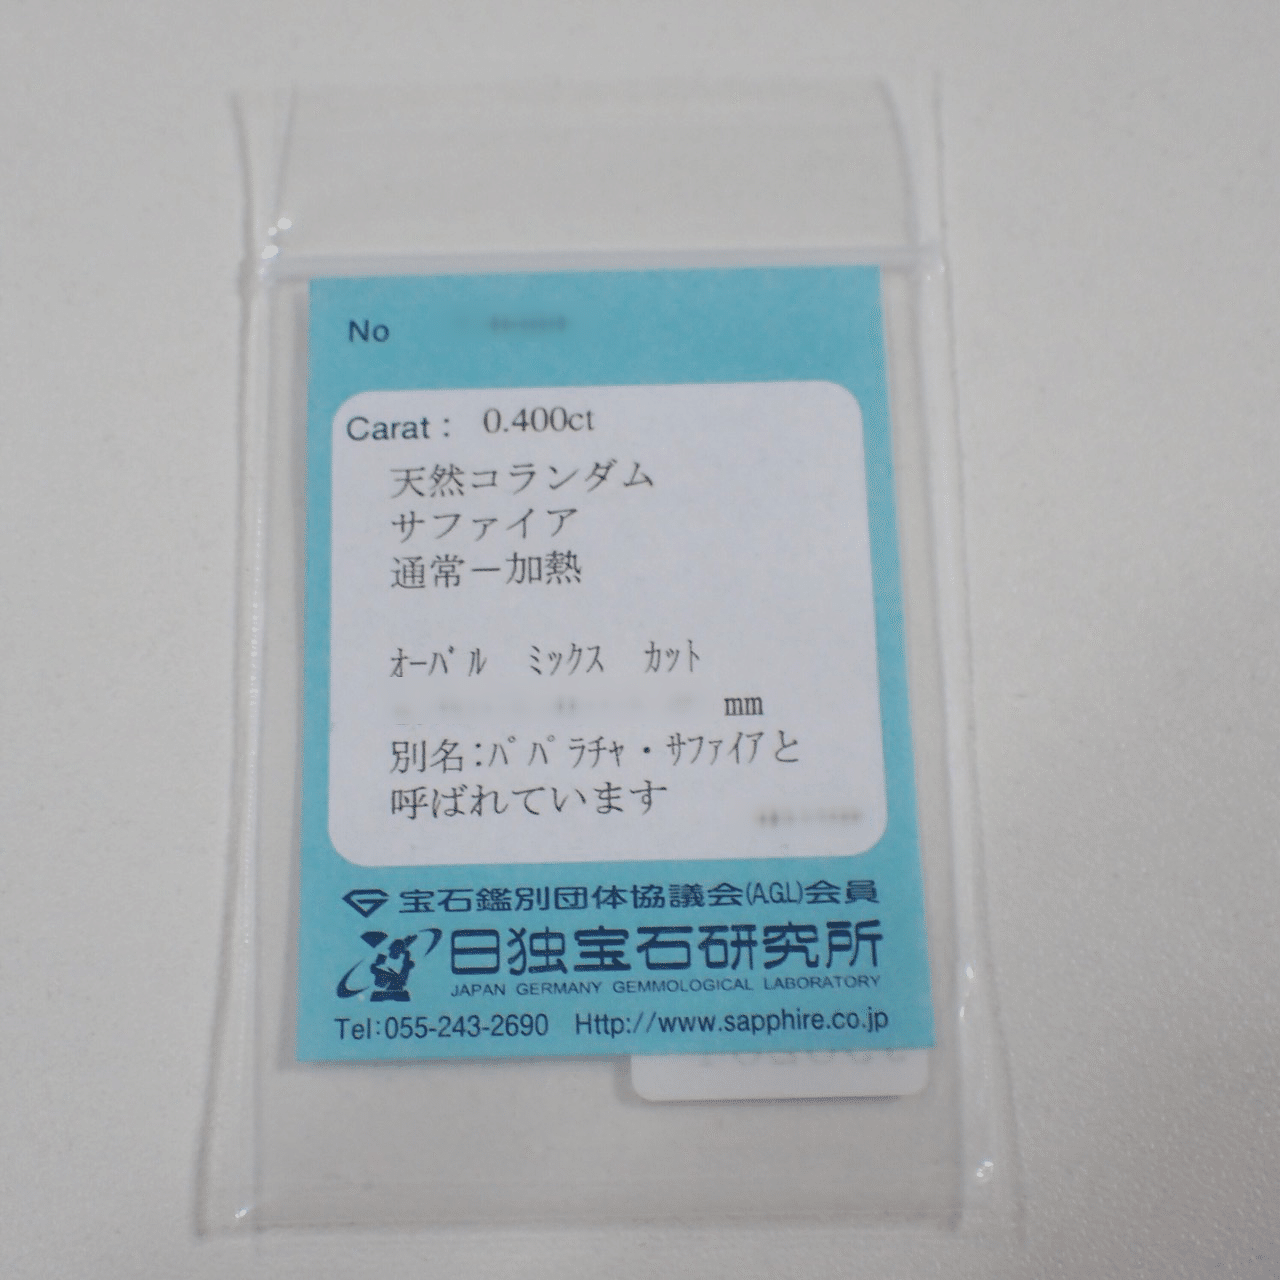 No
Carat： 0.400ct
天然コランダム
サファイア
通常－加熱
ｵｰﾊﾞﾙ ﾐｯｸｽ ｶｯﾄ
mm
別名:ﾊﾟﾊﾟﾗﾁｬ・ｻﾌｧｲｱと
呼ばれています
宝石鑑別団体協議会(AGL)会員
日独宝石研究所
JAPAN GERMANY GEMMOLOGICAL LABORATORY
Tel:055-243-2690 Http://www.sapphire.co.jp